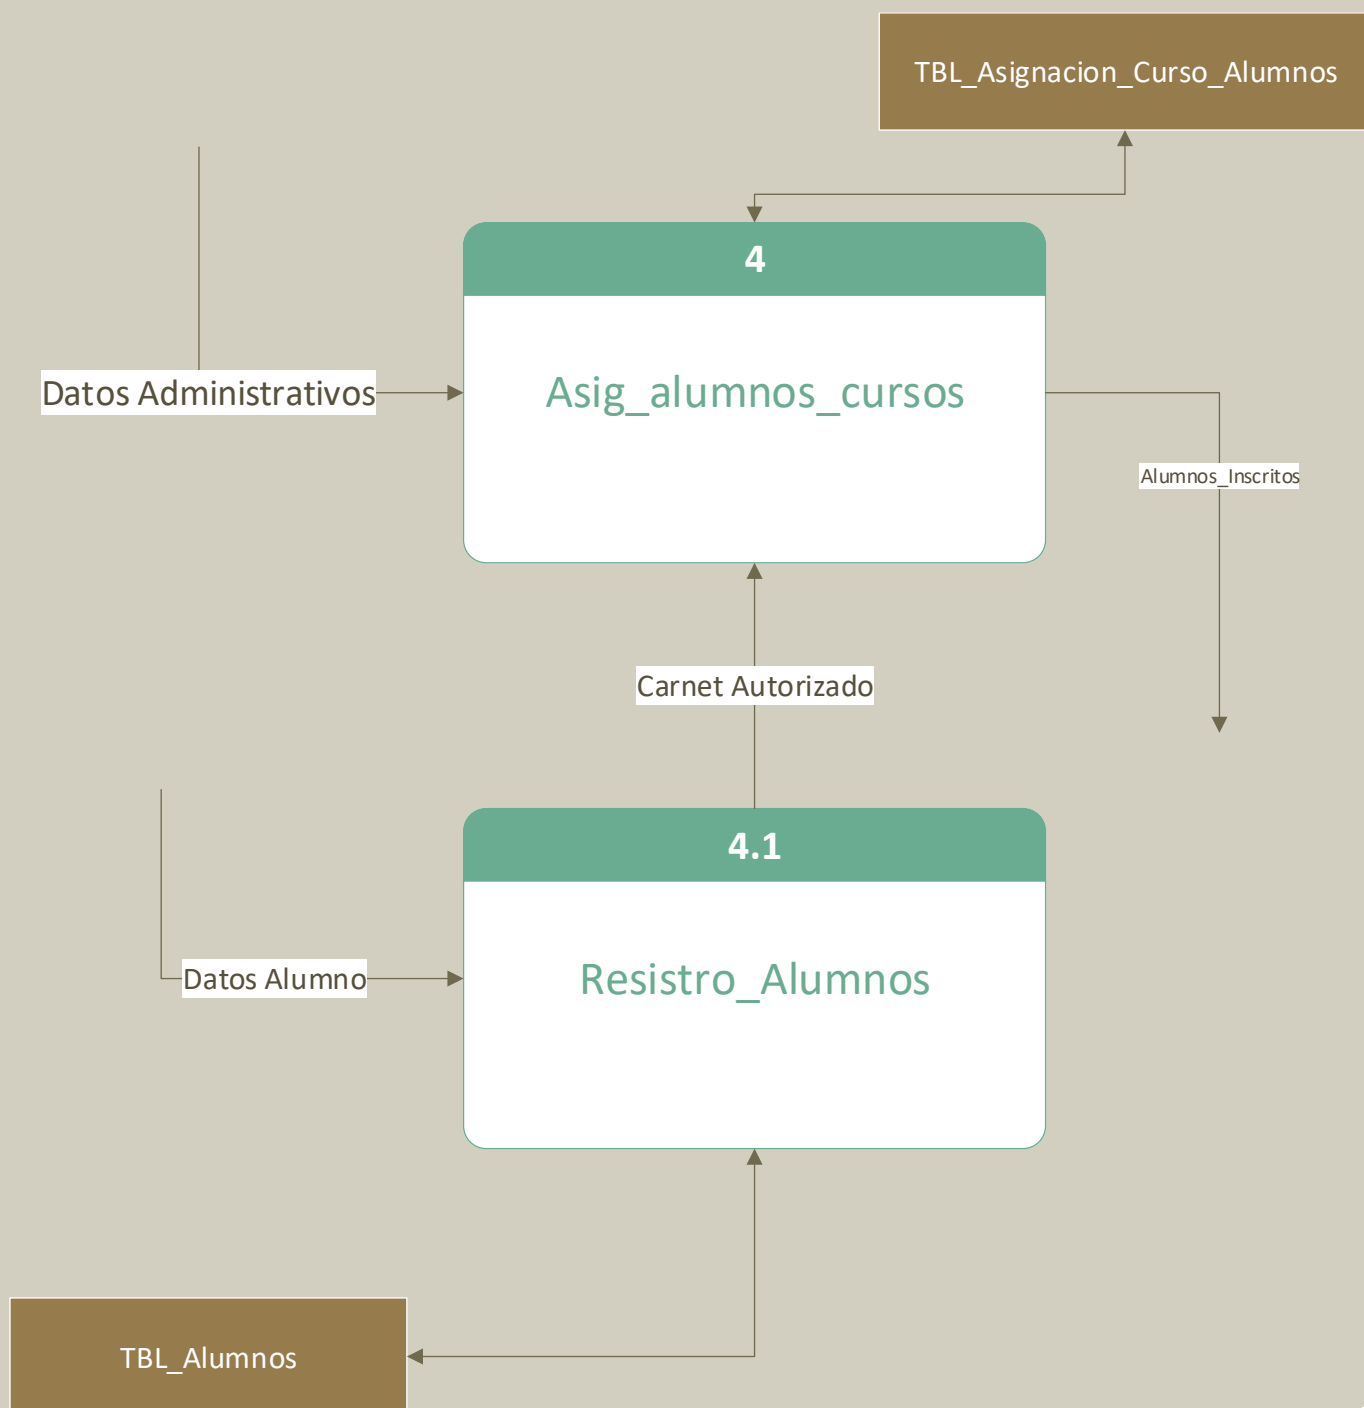 TBL_Asignacion_Curso_Alumnos
4
Datos Administrativos
Asig_alumnos_cursos
Alumnos_Inscritos
Carnet Autorizado
4.1
Datos Alumno
Resistro_Alumnos
TBL_Alumnos